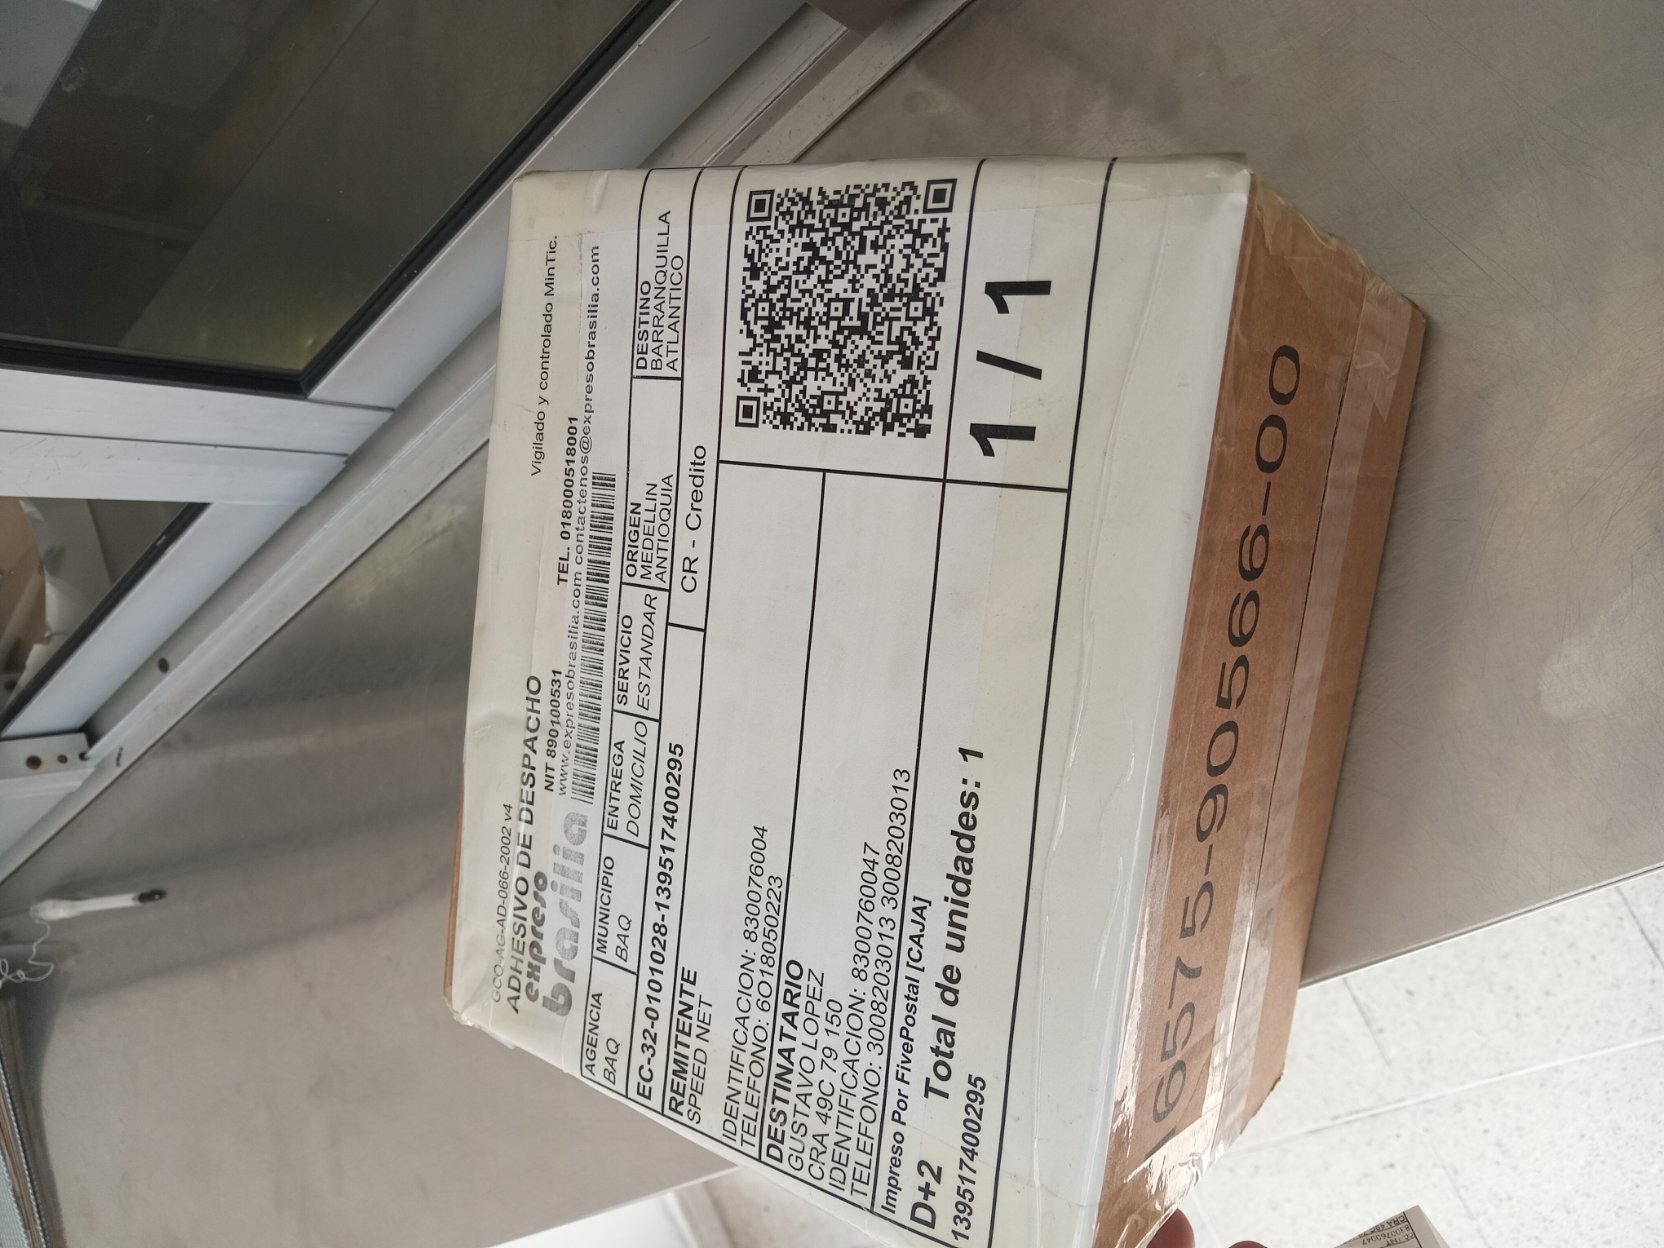 GCO-AG-AD-066-2002 v4
ADHESIVO DE DESPACHO
Vigilado y controlado MinTic.
expreso
brasilia
NIT 890100531
TEL. 018000518001
www.expresobrasilia.com contactenos@expresobrasilia.com
AGENCIA
BAQ
MUNICIPIO
BAQ
ENTREGA
DOMICILIO
SERVICIO
ESTANDAR
ORIGEN
MEDELLIN
ANTIOQUIA
DESTINO
BARRANQUILLA
ATLANTICO
EC-32-0101028-139517400295
CR - Credito
REMITENTE
SPEED NET
IDENTIFICACION: 830076004
TELEFONO: 6O18050223
DESTINATARIO
GUSTAVO LOPEZ
CRA 49C 79 150
IDENTIFICACION: 8300760047
TELEFONO: 3008203013 3008203013
Impreso Por FivePostal [CAJA]
D+2 Total de unidades: 1
139517400295
1 / 1
6575-90566-00
8300760047